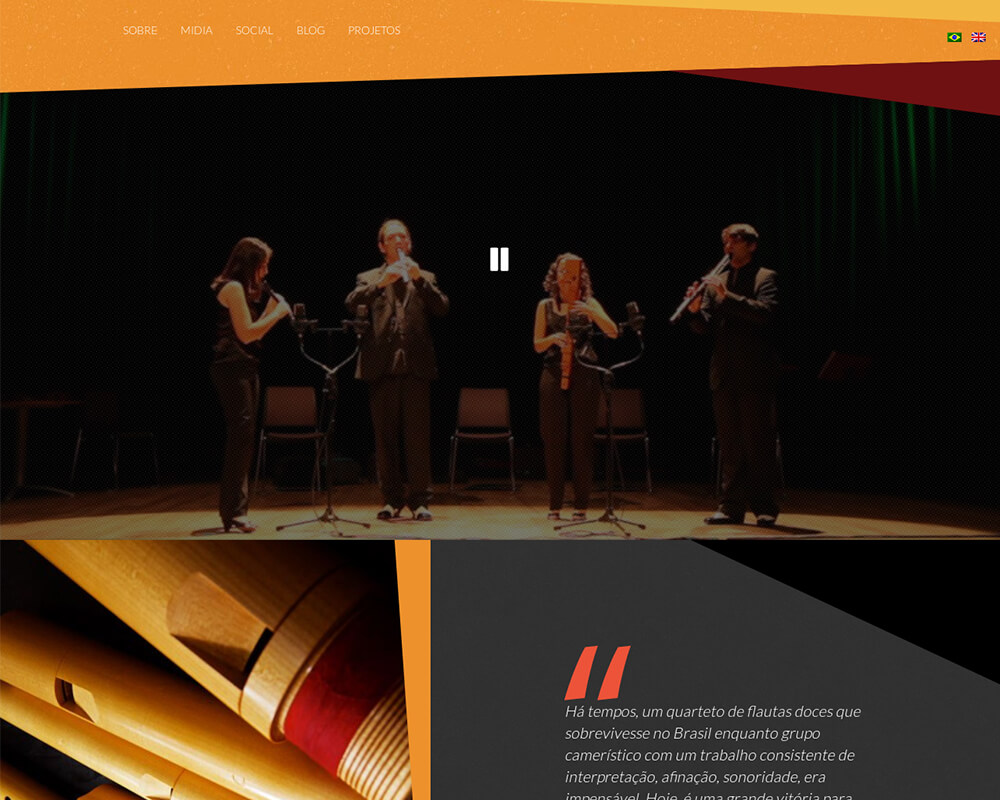 SOBRE MIDIA SOCIAL BLOG PROJETOS
Há tempos, um quarteto de flautas doces que
sobrevivesse no Brasil enquanto grupo
camerístico com um trabalho consistente de
interpretação, afinação, sonoridade, era
impensável. Hoje, é uma grande vitória para